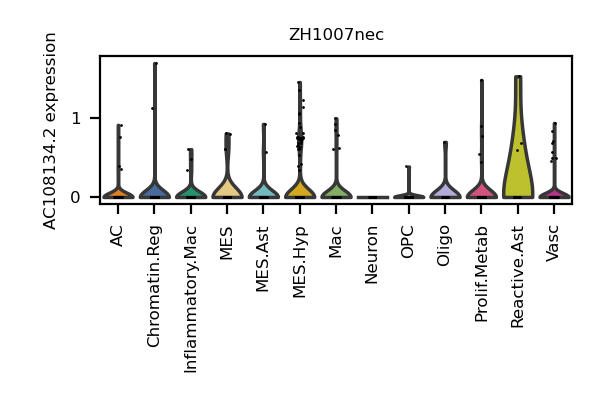 ZH1007nec
AC108134.2 expression
1
0
AC
Chromatin.Reg
Inflammatory.Mac
MES
MES.Ast
MES.Hyp
Mac
Neuron
OPC
Oligo
Prolif.Metab
Reactive.Ast
Vasc